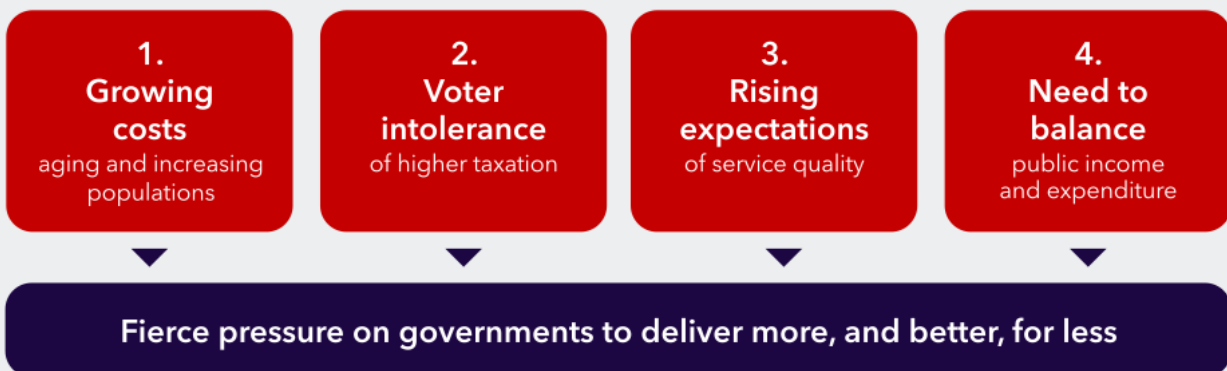 1.
Growing
costs
aging and increasing
populations
2.
Voter
intolerance
of higher taxation
3.
Rising
expectations
of service quality
4.
Need to
balance
public income
and expenditure
Fierce pressure on governments to deliver more, and better, for less